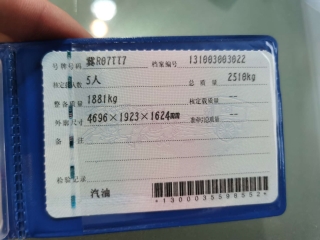 号牌号码 冀R07TT7 档案编号 131003003022
核定载人数 5人 总质量 2510kg
整备质量 1881kg 核定载质量 --
外廓尺寸 4696×1923×1624mm 准牵引总质量 --
备注
检验记录
汽油
*1300035598552*